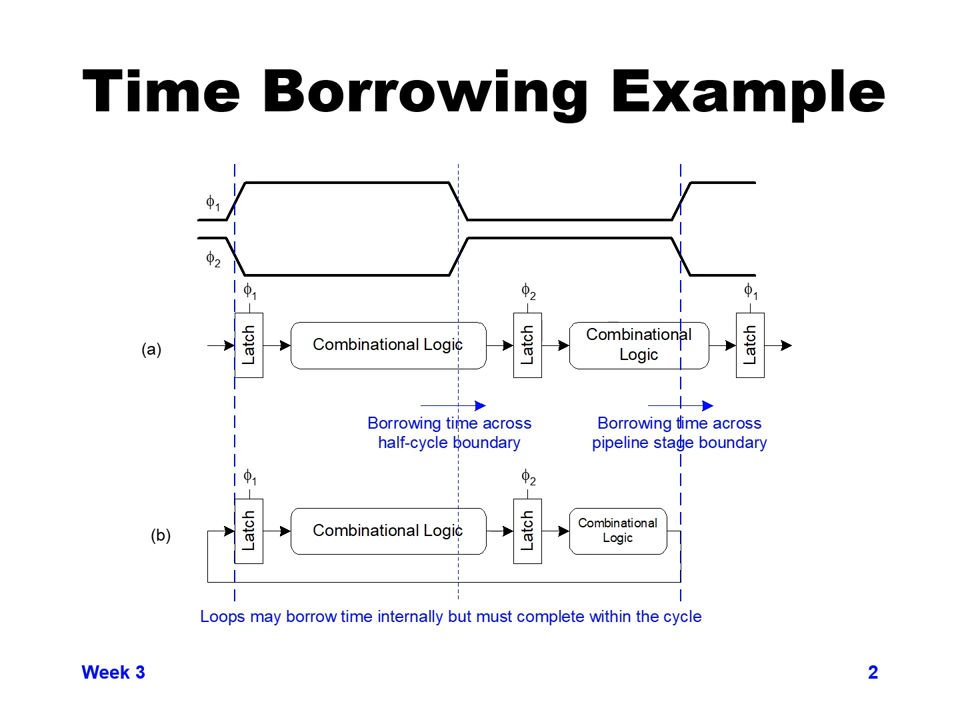 Time Borrowing Example
ϕ1
ϕ2
ϕ1
ϕ2
ϕ1
(a)
Latch
Combinational Logic
Latch
Combinational
Logic
Latch
Borrowing time across
half-cycle boundary
Borrowing time across
pipeline stage boundary
ϕ1
ϕ2
(b)
Latch
Combinational Logic
Latch
Combinational
Logic
Loops may borrow time internally but must complete within the cycle
Week 3
2